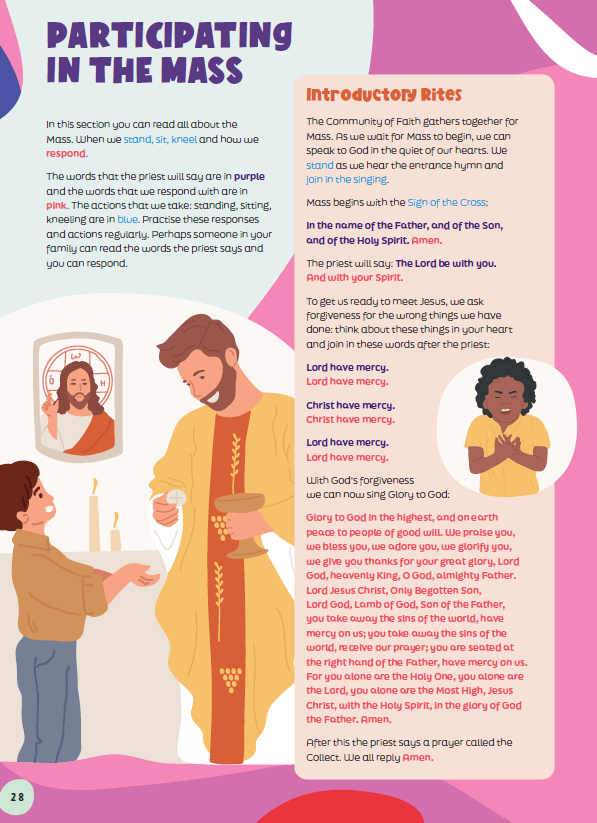 PARTICIPATING
IN THE MASS
In this section you can read all about the
Mass. When we stand, sit, kneel and how we
respond.
The words that the priest will say are in purple
and the words that we respond with are in
pink. The actions that we take: standing, sitting,
kneeling are in blue. Practise these responses
and actions regularly. Perhaps someone in your
family can read the words the priest says and
you can respond.
Introductory Rites
The Community of Faith gathers together for
Mass. As we wait for Mass to begin, we can
speak to God in the quiet of our hearts. We
stand as we hear the entrance hymn and
join in the singing.
Mass begins with the Sign of the Cross:
In the name of the Father, and of the Son,
and of the Holy Spirit. Amen.
The priest will say: The Lord be with you.
And with your Spirit.
To get us ready to meet Jesus, we ask
forgiveness for the wrong things we have
done: think about these things in your heart
and join in these words after the priest:
Lord have mercy.
Lord have mercy.
Christ have mercy.
Christ have mercy.
Lord have mercy.
Lord have mercy.
With God's forgiveness
we can now sing Glory to God:
Glory to God in the highest, and on earth
peace to people of good will. We praise you,
we bless you, we adore you, we glorify you,
we give you thanks for your great glory, Lord
God, heavenly King, O God, almighty Father.
Lord Jesus Christ, Only Begotten Son,
Lord God, Lamb of God, Son of the Father,
you take away the sins of the world, have
mercy on us; you take away the sins of the
world, receive our prayer; you are seated at
the right hand of the Father, have mercy on us.
For you alone are the Holy One, you alone are
the Lord, you alone are the Most High, Jesus
Christ, with the Holy Spirit, in the glory of God
the Father. Amen.
After this the priest says a prayer called the
Collect. We all reply Amen.
ω
Ó
H
28